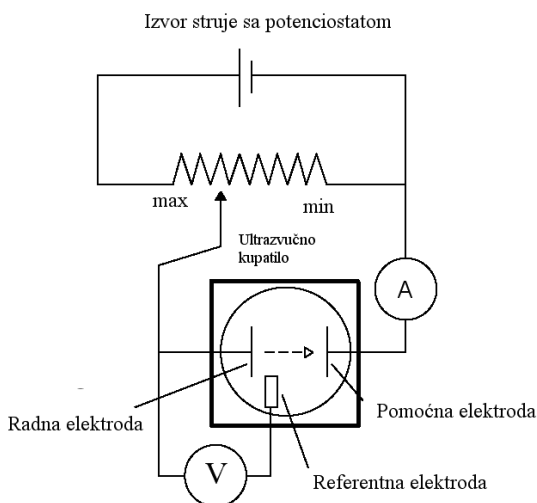 Izvor struje sa potenciostatom
max
min
Ultrazvučno
kupatilo
A
Radna elektroda
Pomoćna elektroda
V
Referentna elektroda